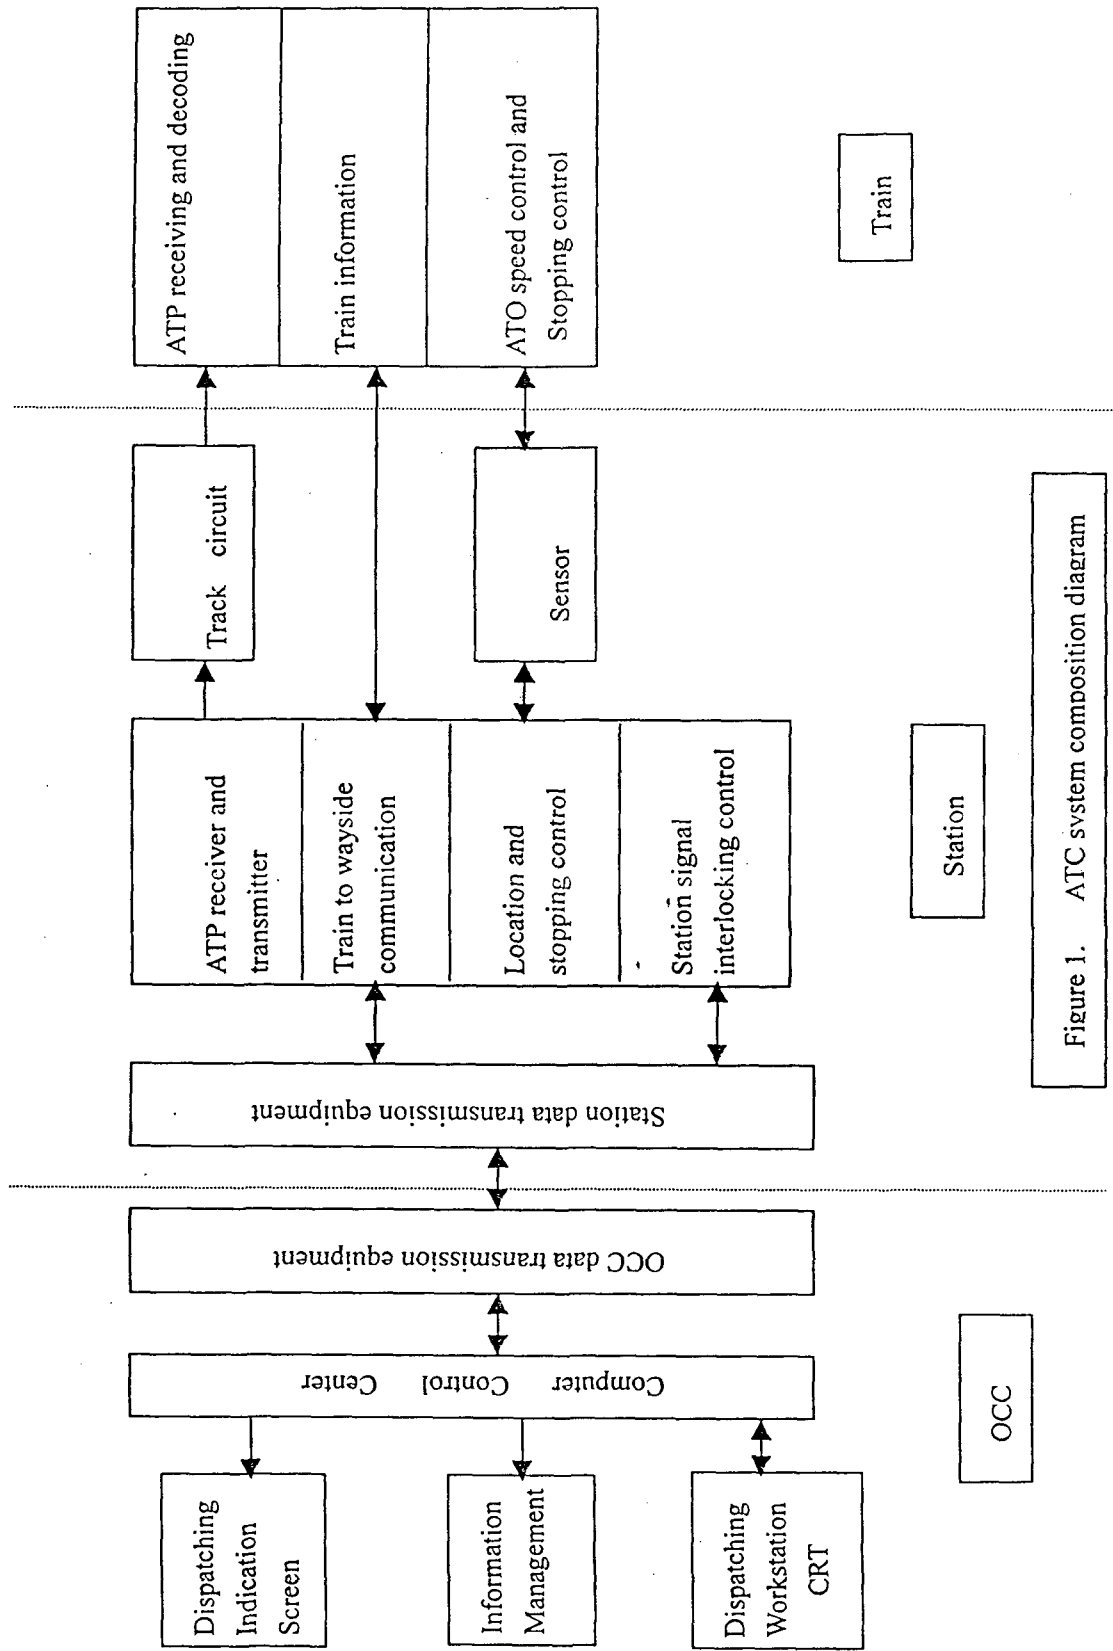 Dispatching
Indication
Screen
Information
Management
Dispatching
Workstation
CRT
Computer Control Center
OCC data transmission equipment
Station data transmission equipment
ATP receiver and
transmitter
Train to wayside
communication
Location and
stopping control
Station signal
interlocking control
Track circuit
Sensor
ATP receiving and decoding
Train information
ATO speed control and
Stopping control
OCC
Station
Train
Figure 1. ATC system composition diagram